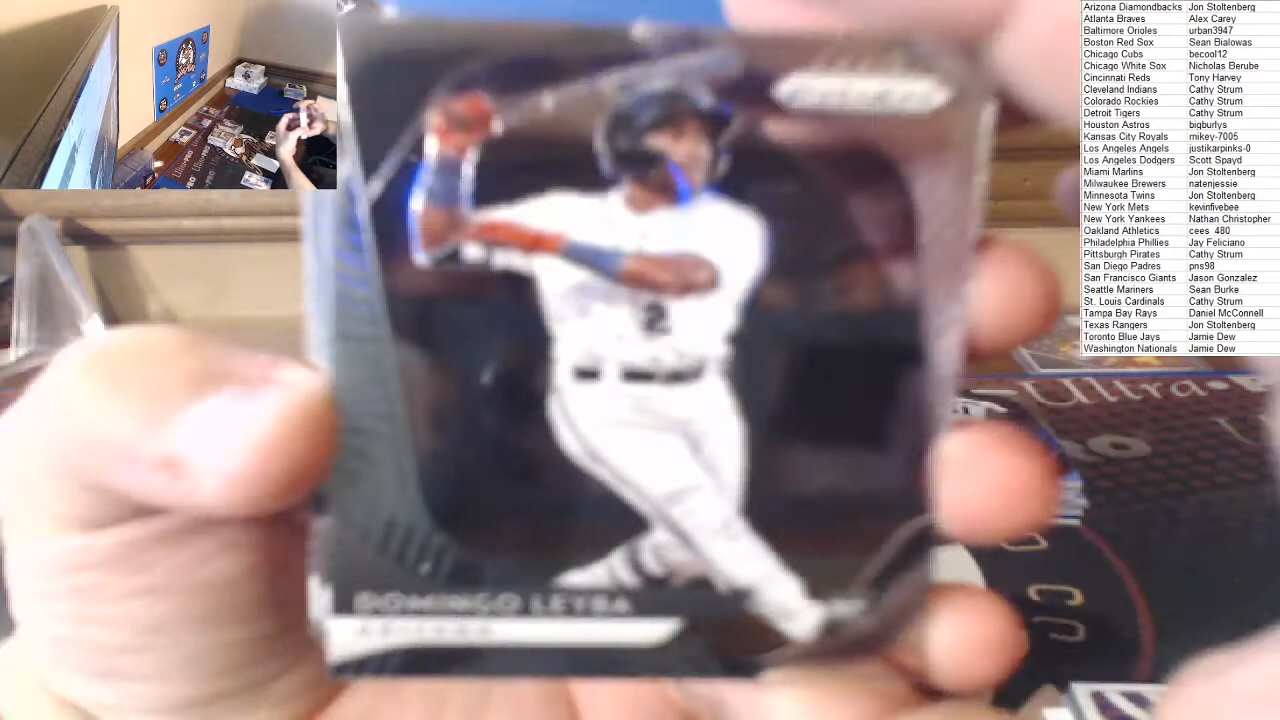 Arizona Diamondbacks Jon Stoltenberg
Atlanta Braves Alex Carey
Baltimore Orioles urban3947
Boston Red Sox Sean Bialowas
Chicago Cubs becool12
Chicago White Sox Nicholas Berube
Cincinnati Reds Tony Harvey
Cleveland Indians Cathy Strum
Colorado Rockies Cathy Strum
Detroit Tigers Cathy Strum
Houston Astros bigburlys
Kansas City Royals mikey-7005
Los Angeles Angels justikarpinks-0
Los Angeles Dodgers Scott Spayd
Miami Marlins Jon Stoltenberg
Milwaukee Brewers natenjessie
Minnesota Twins Jon Stoltenberg
New York Mets kevinfivebee
New York Yankees Nathan Christopher
Oakland Athletics cees_480
Philadelphia Phillies Jay Feliciano
Pittsburgh Pirates Cathy Strum
San Diego Padres pns98
San Francisco Giants Jason Gonzalez
Seattle Mariners Sean Burke
St. Louis Cardinals Cathy Strum
Tampa Bay Rays Daniel McConnell
Texas Rangers Jon Stoltenberg
Toronto Blue Jays Jamie Dew
Washington Nationals Jamie Dew
2
DOMINGO LEYBA
ARIZONA
Ultra